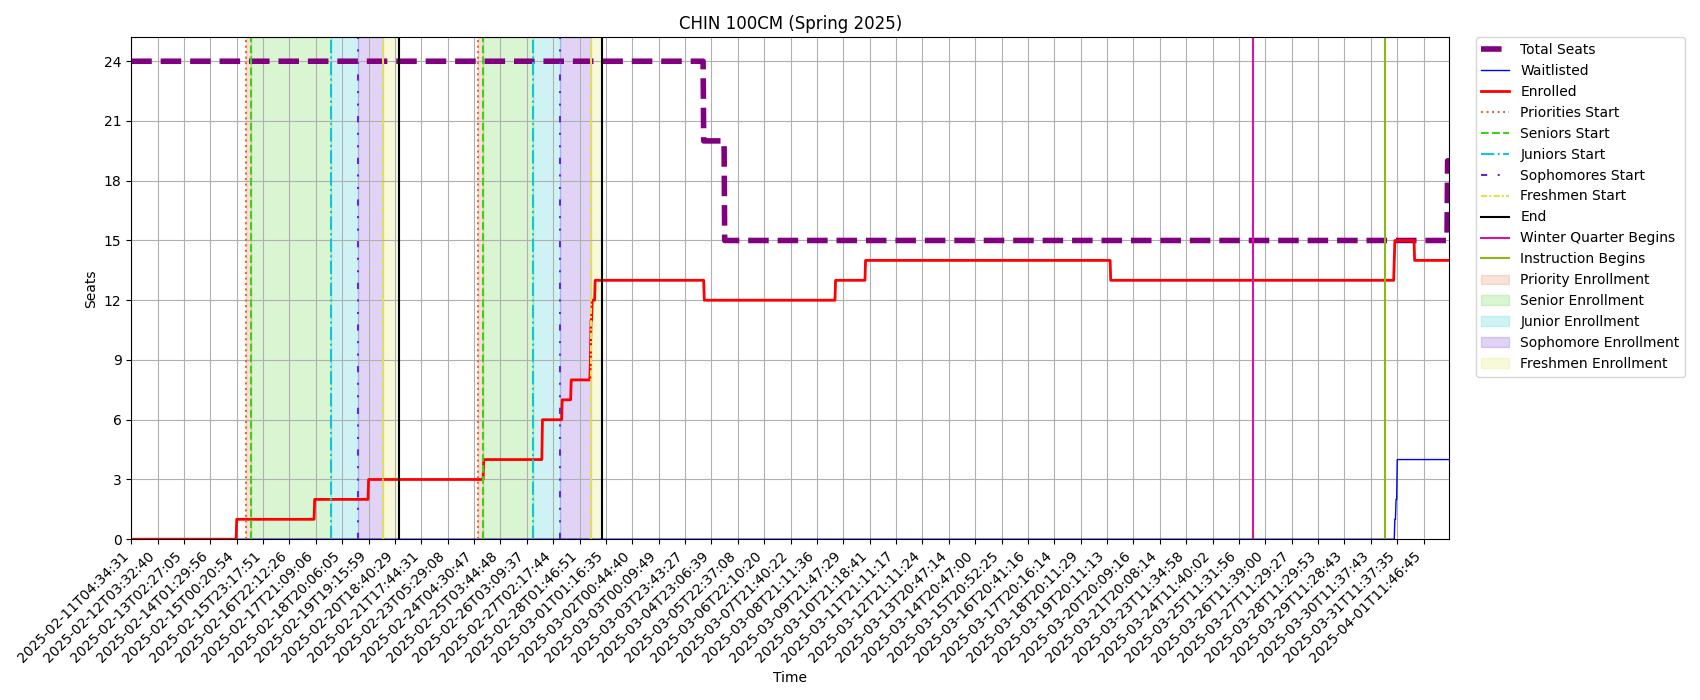 CHIN 100CM (Spring 2025)
Seats
24
21
18
15
12
9
6
3
0
2025-02-11T04:34:31
2025-02-12T03:32:40
2025-02-13T02:27:05
2025-02-14T01:29:56
2025-02-15T00:20:54
2025-02-15T23:17:51
2025-02-16T22:12:26
2025-02-17T21:09:06
2025-02-18T20:06:05
2025-02-19T19:15:59
2025-02-20T18:40:29
2025-02-21T17:44:31
2025-02-23T05:29:08
2025-02-24T04:30:47
2025-02-25T03:44:48
2025-02-26T03:09:37
2025-02-27T02:17:44
2025-02-28T01:46:51
2025-03-01T01:16:35
2025-03-02T00:44:40
2025-03-03T00:09:49
2025-03-03T23:43:27
2025-03-04T23:06:39
2025-03-05T22:37:08
2025-03-06T22:10:20
2025-03-07T21:40:22
2025-03-08T21:11:36
2025-03-09T21:47:29
2025-03-10T21:18:41
2025-03-11T21:11:17
2025-03-12T21:11:24
2025-03-13T20:47:14
2025-03-14T20:47:00
2025-03-15T20:52:25
2025-03-16T20:41:16
2025-03-17T20:16:14
2025-03-18T20:11:29
2025-03-19T20:11:13
2025-03-20T20:09:16
2025-03-21T20:08:14
2025-03-23T11:34:58
2025-03-24T11:40:02
2025-03-25T11:31:56
2025-03-26T11:39:00
2025-03-27T11:29:27
2025-03-28T11:29:53
2025-03-29T11:28:43
2025-03-30T11:37:43
2025-03-31T11:37:35
2025-04-01T11:46:45
Time
Total Seats
Waitlisted
Enrolled
Priorities Start
Seniors Start
Juniors Start
Sophomores Start
Freshmen Start
End
Winter Quarter Begins
Instruction Begins
Priority Enrollment
Senior Enrollment
Junior Enrollment
Sophomore Enrollment
Freshmen Enrollment